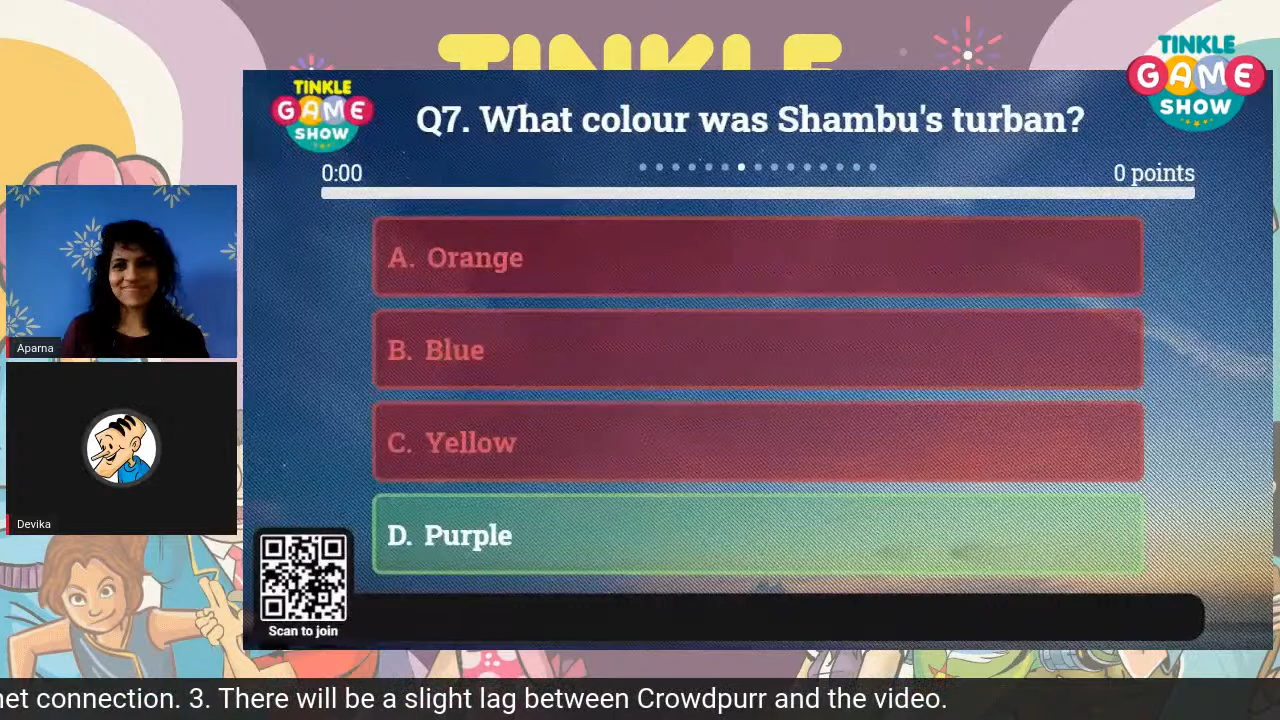 TINKLE
TINKLE
GAME
SHOW
TINKLE
GAME
SHOW
Q7. What colour was Shambu's turban?
0:00
0 points
A. Orange
B. Blue
C. Yellow
D. Purple
Aparna
Devika
Scan to join
net connection. 3. There will be a slight lag between Crowdpurr and the video.